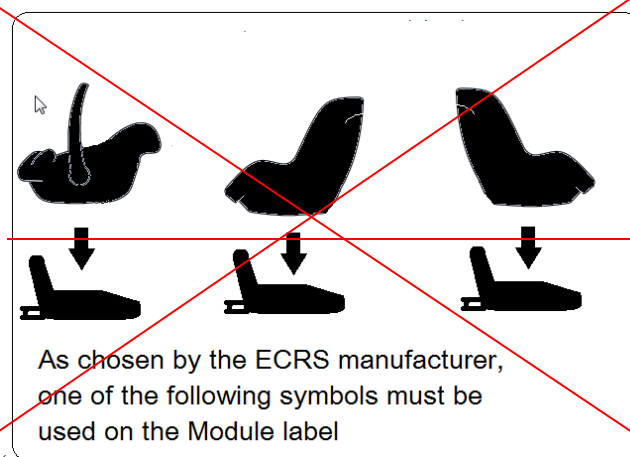 As chosen by the ECRS manufacturer,
one of the following symbols must be
used on the Module label